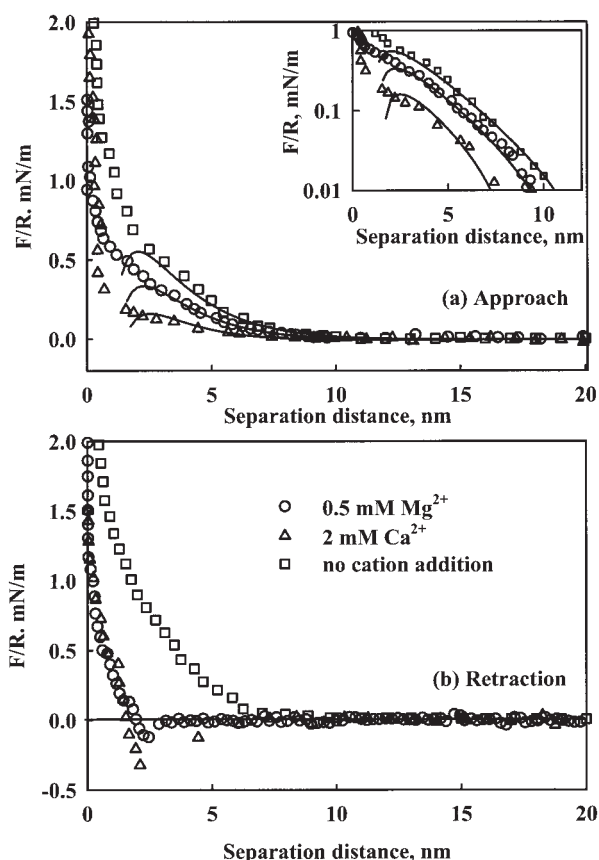 2.0
1.5
1.0
0.5
0.0
F/R. mN/m
0
5
10
15
20
Separation distance, nm
(a) Approach
1
0.1
0.01
F/R, mN/m
0
5
10
Separation distance, nm
2.0
1.5
1.0
0.5
0.0
-0.5
F/R. mN/m
0.5 mM Mg²⁺
2 mM Ca²⁺
no cation addition
(b) Retraction
0
5
10
15
20
Separation distance, nm